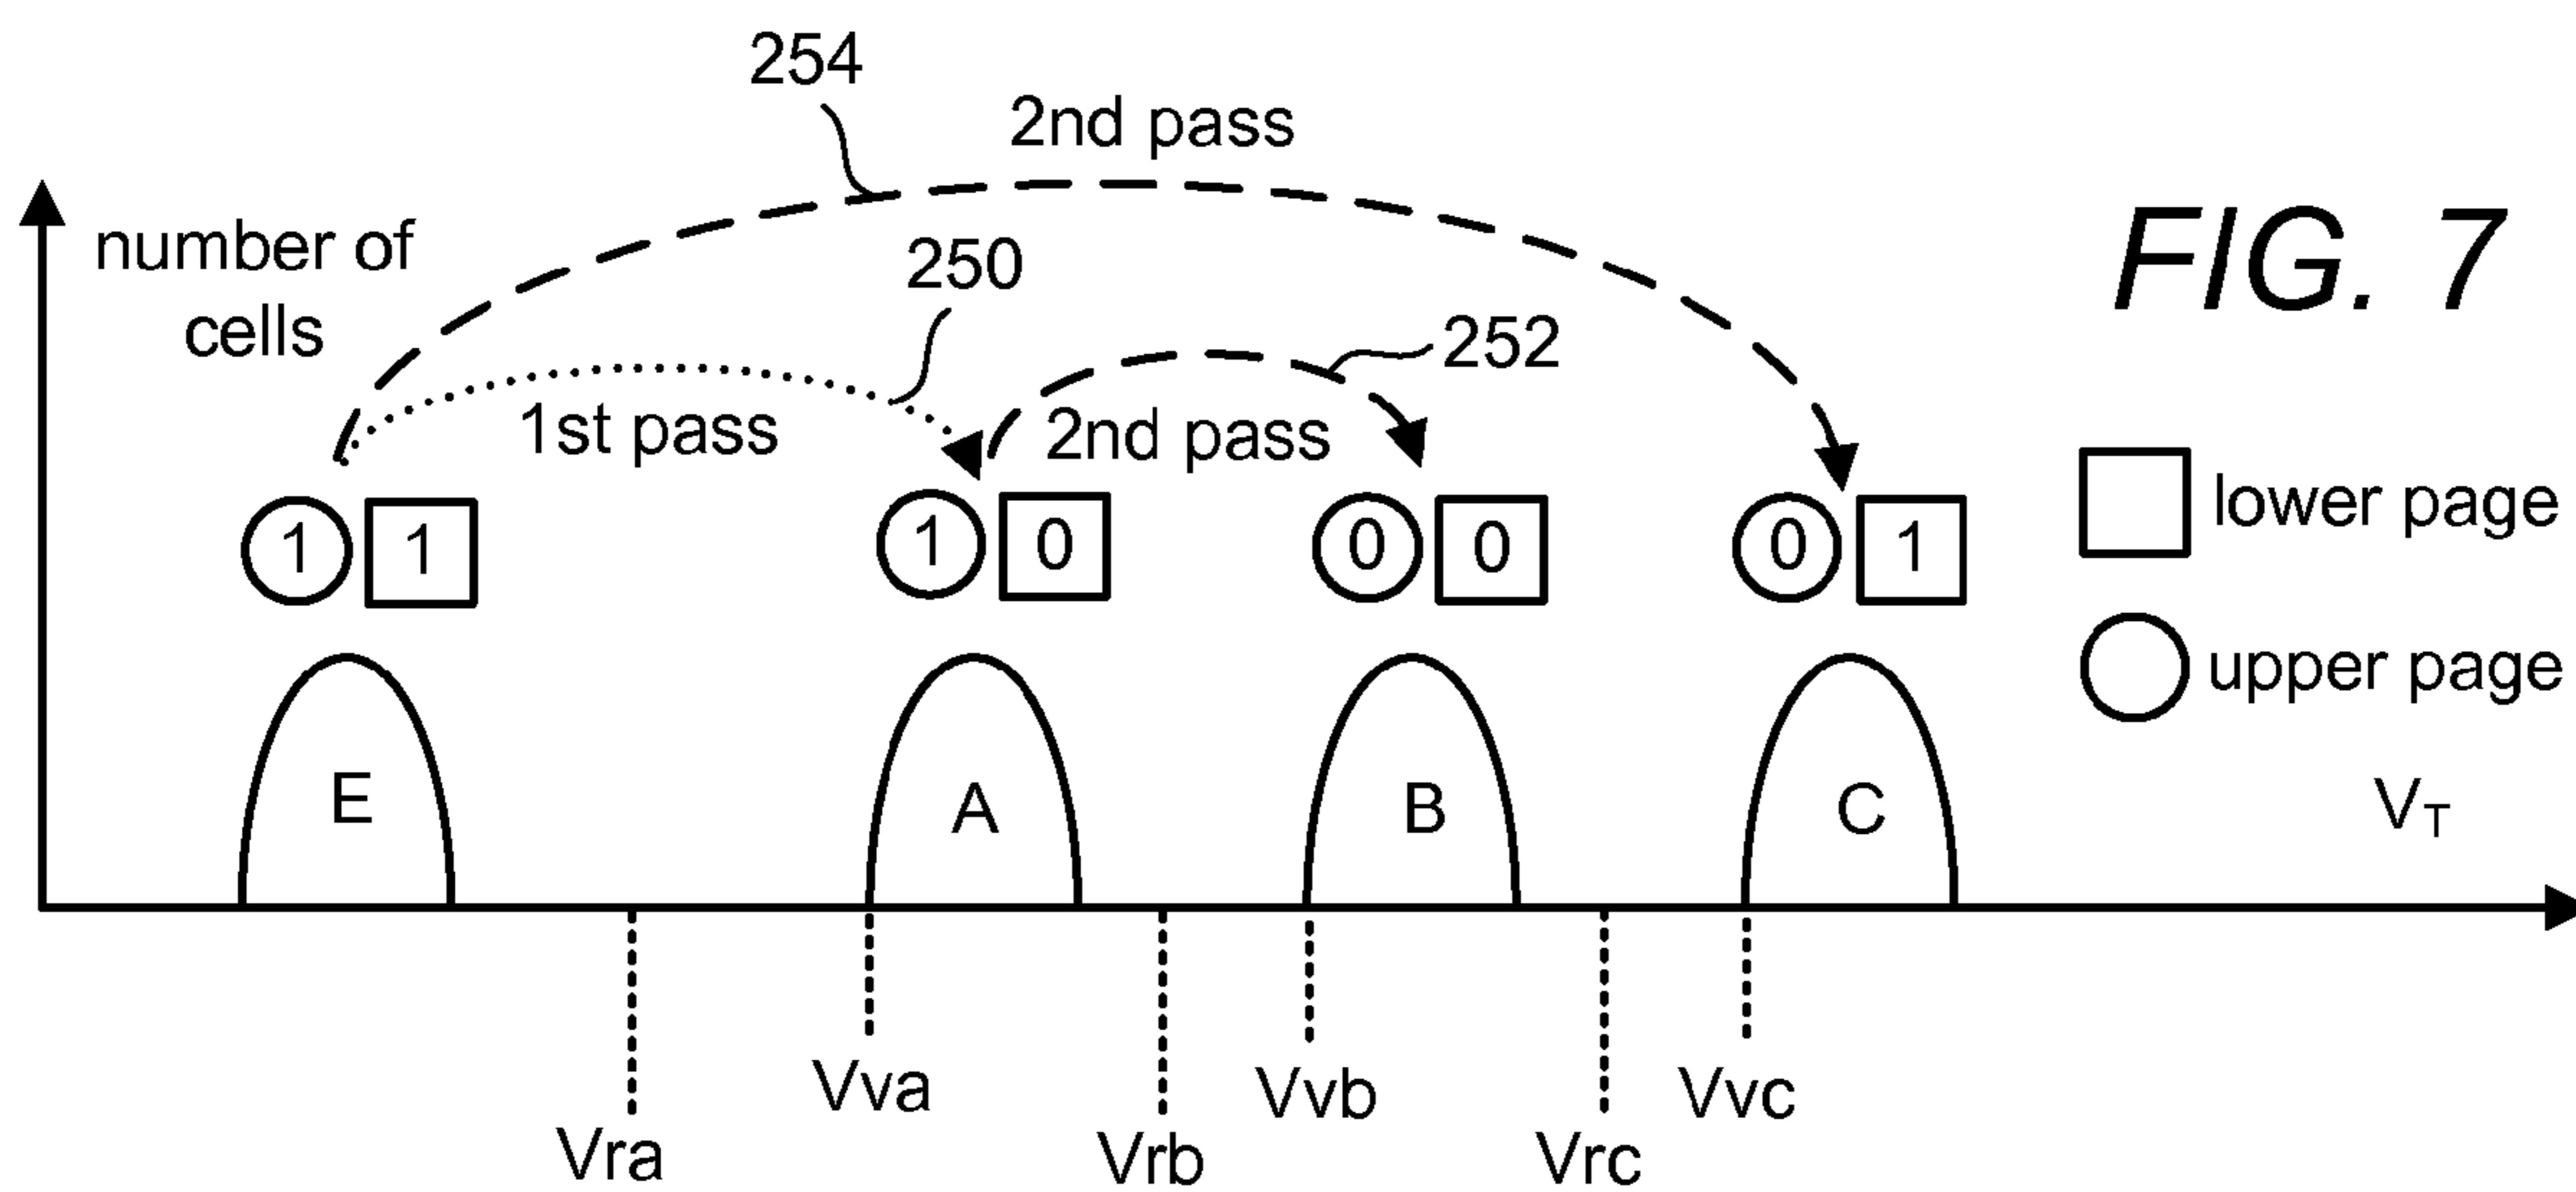 254
2nd pass
FIG. 7
number of
cells
250
252
1st pass
2nd pass
1 1
1 0
0 0
0 1
lower page
upper page
E
A
B
C
VT
Vva
Vvb
Vvc
Vra
Vrb
Vrc